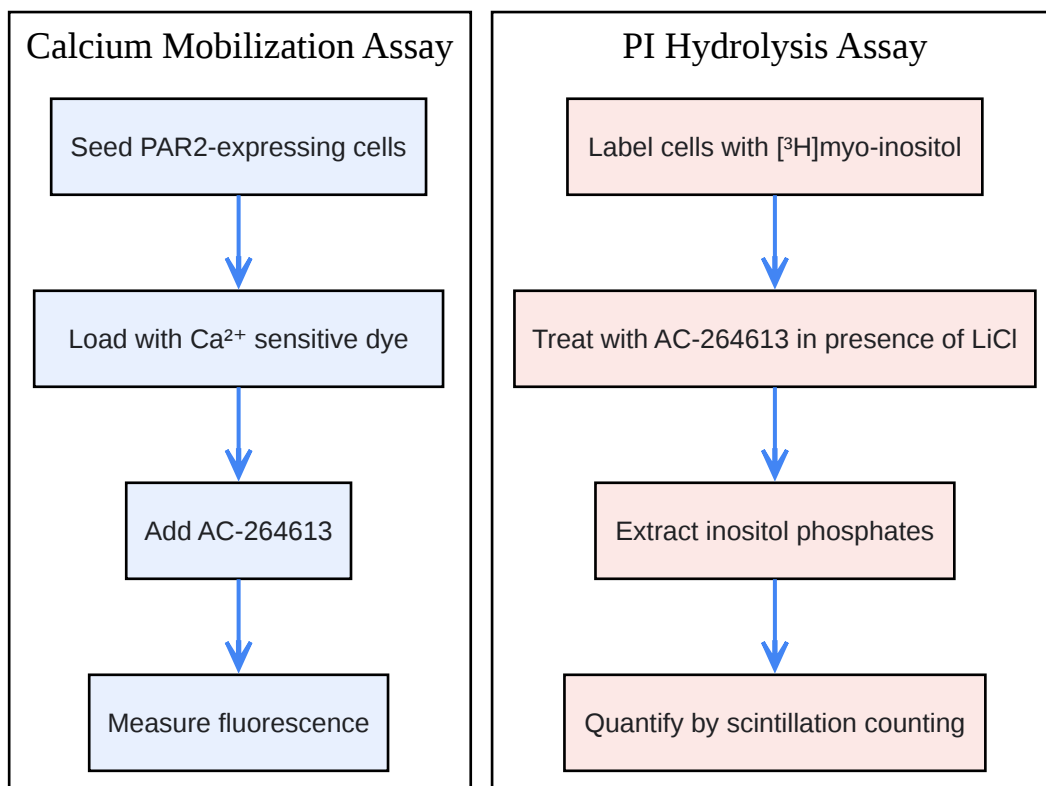 Calcium Mobilization Assay
Seed PAR2-expressing cells
Load with Ca²⁺ sensitive dye
Add AC-264613
Measure fluorescence
PI Hydrolysis Assay
Label cells with [³H]myo-inositol
Treat with AC-264613 in presence of LiCl
Extract inositol phosphates
Quantify by scintillation counting